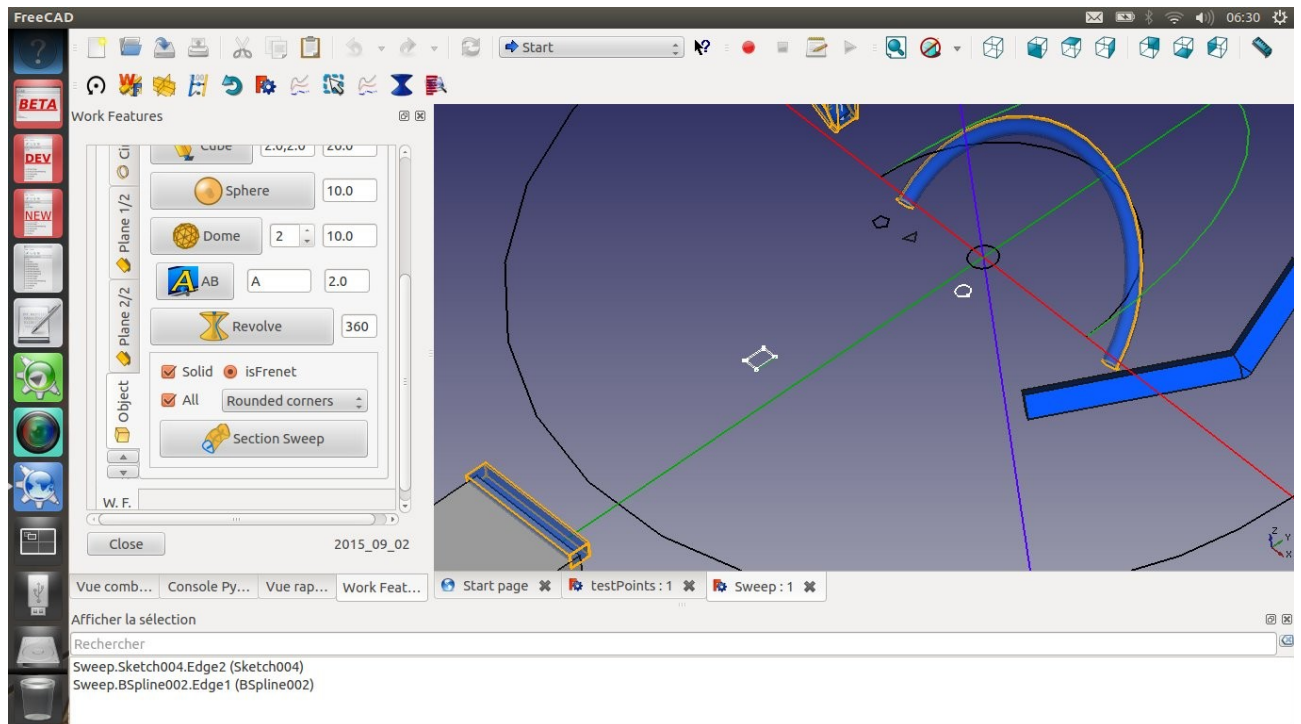 FreeCAD
06:30
Start
BETA
DEV
NEW
Work Features
Plane 1/2
Plane 2/2
Object
Cube 2.0,2.0 20.0
Sphere 10.0
Dome 2 10.0
A AB A 2.0
Revolve 360
Solid isFrenet
All Rounded corners
Section Sweep
W. F.
Close 2015_09_02
Vue comb... Console Py... Vue rap... Work Feat...
Start page testPoints : 1 Sweep : 1
Z Y
X
Afficher la sélection
Rechercher
Sweep.Sketch004.Edge2 (Sketch004)
Sweep.BSpline002.Edge1 (BSpline002)